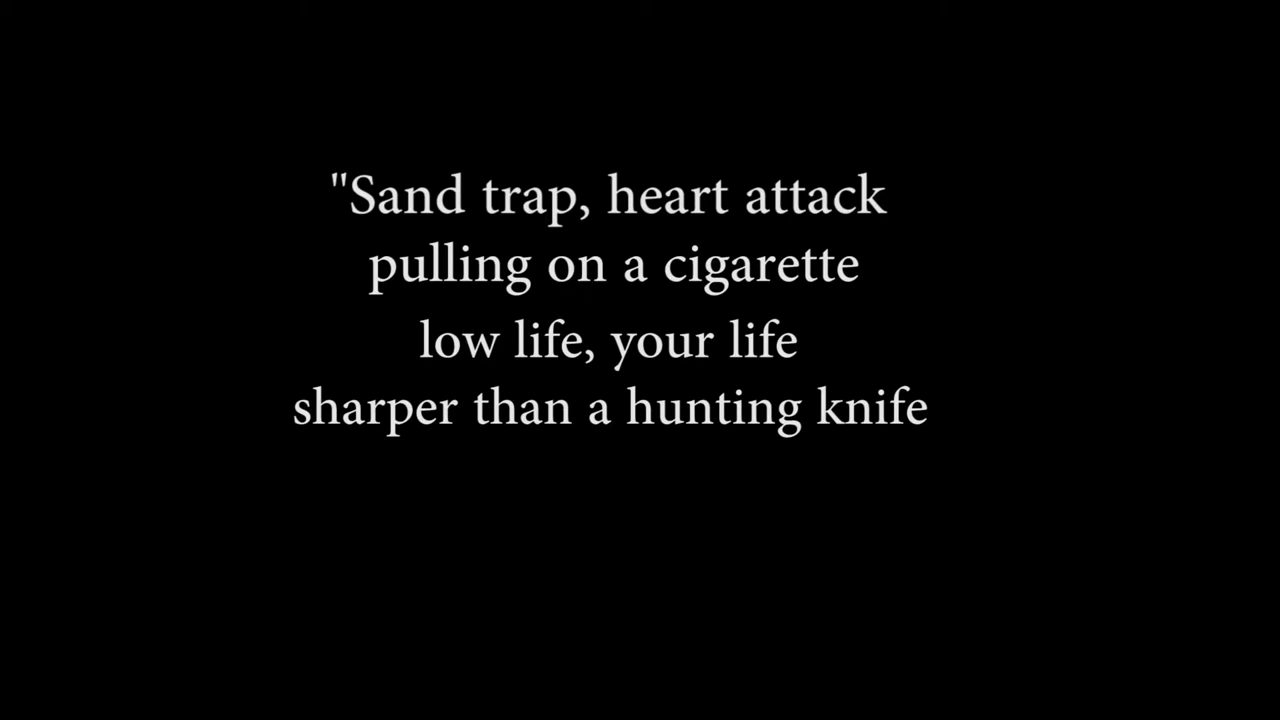 "Sand trap, heart attack
pulling on a cigarette
low life, your life
sharper than a hunting knife